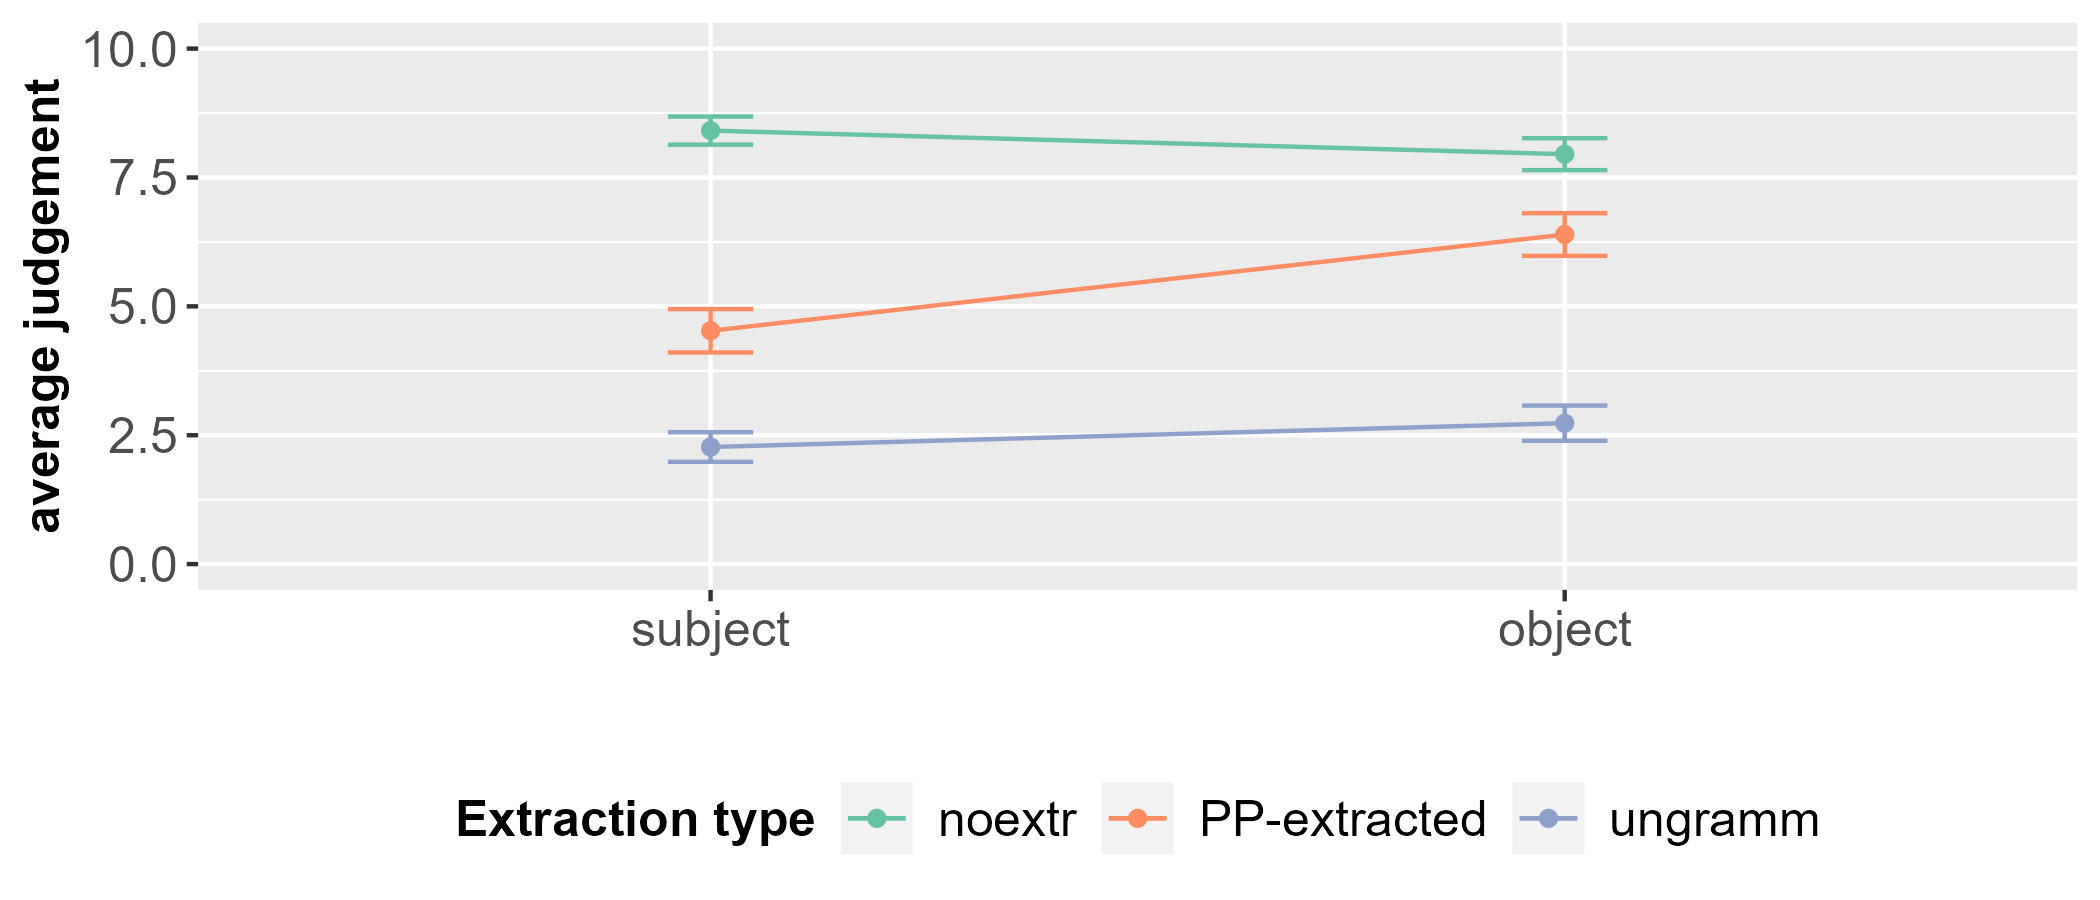 average judgement
10.0
7.5
5.0
2.5
0.0
subject object
Extraction type noextr PP-extracted ungramm